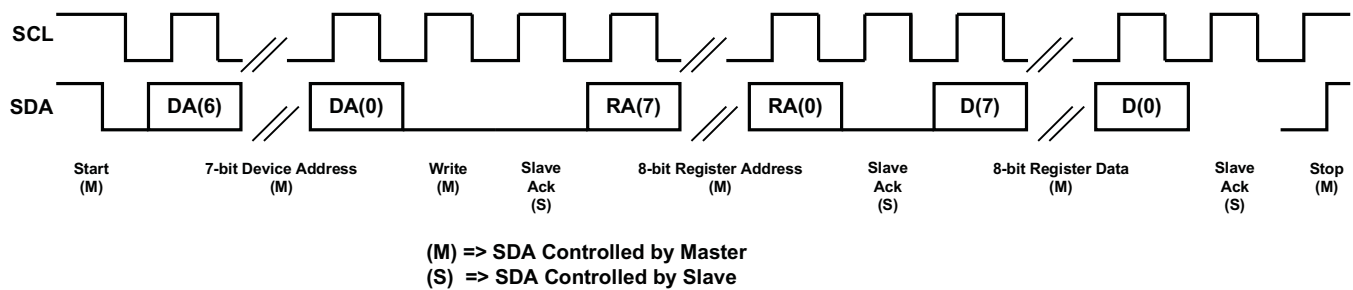 SCL
SDA
DA(6)
DA(0)
RA(7)
RA(0)
D(7)
D(0)
Start
(M)
7-bit Device Address
(M)
Write
(M)
Slave
Ack
(S)
8-bit Register Address
(M)
Slave
Ack
(S)
8-bit Register Data
(M)
Slave
Ack
(S)
Stop
(M)
(M) => SDA Controlled by Master
(S) => SDA Controlled by Slave